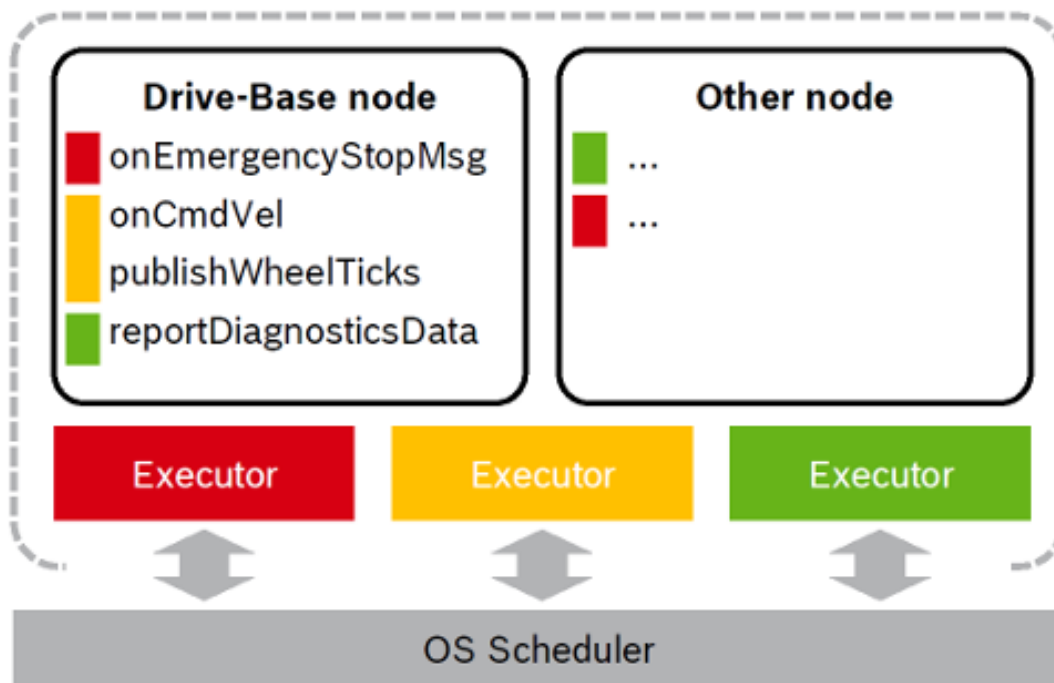 Drive-Base node
onEmergencyStopMsg
onCmdVel
publishWheelTicks
reportDiagnosticsData
Other node
...
...
Executor
Executor
Executor
OS Scheduler